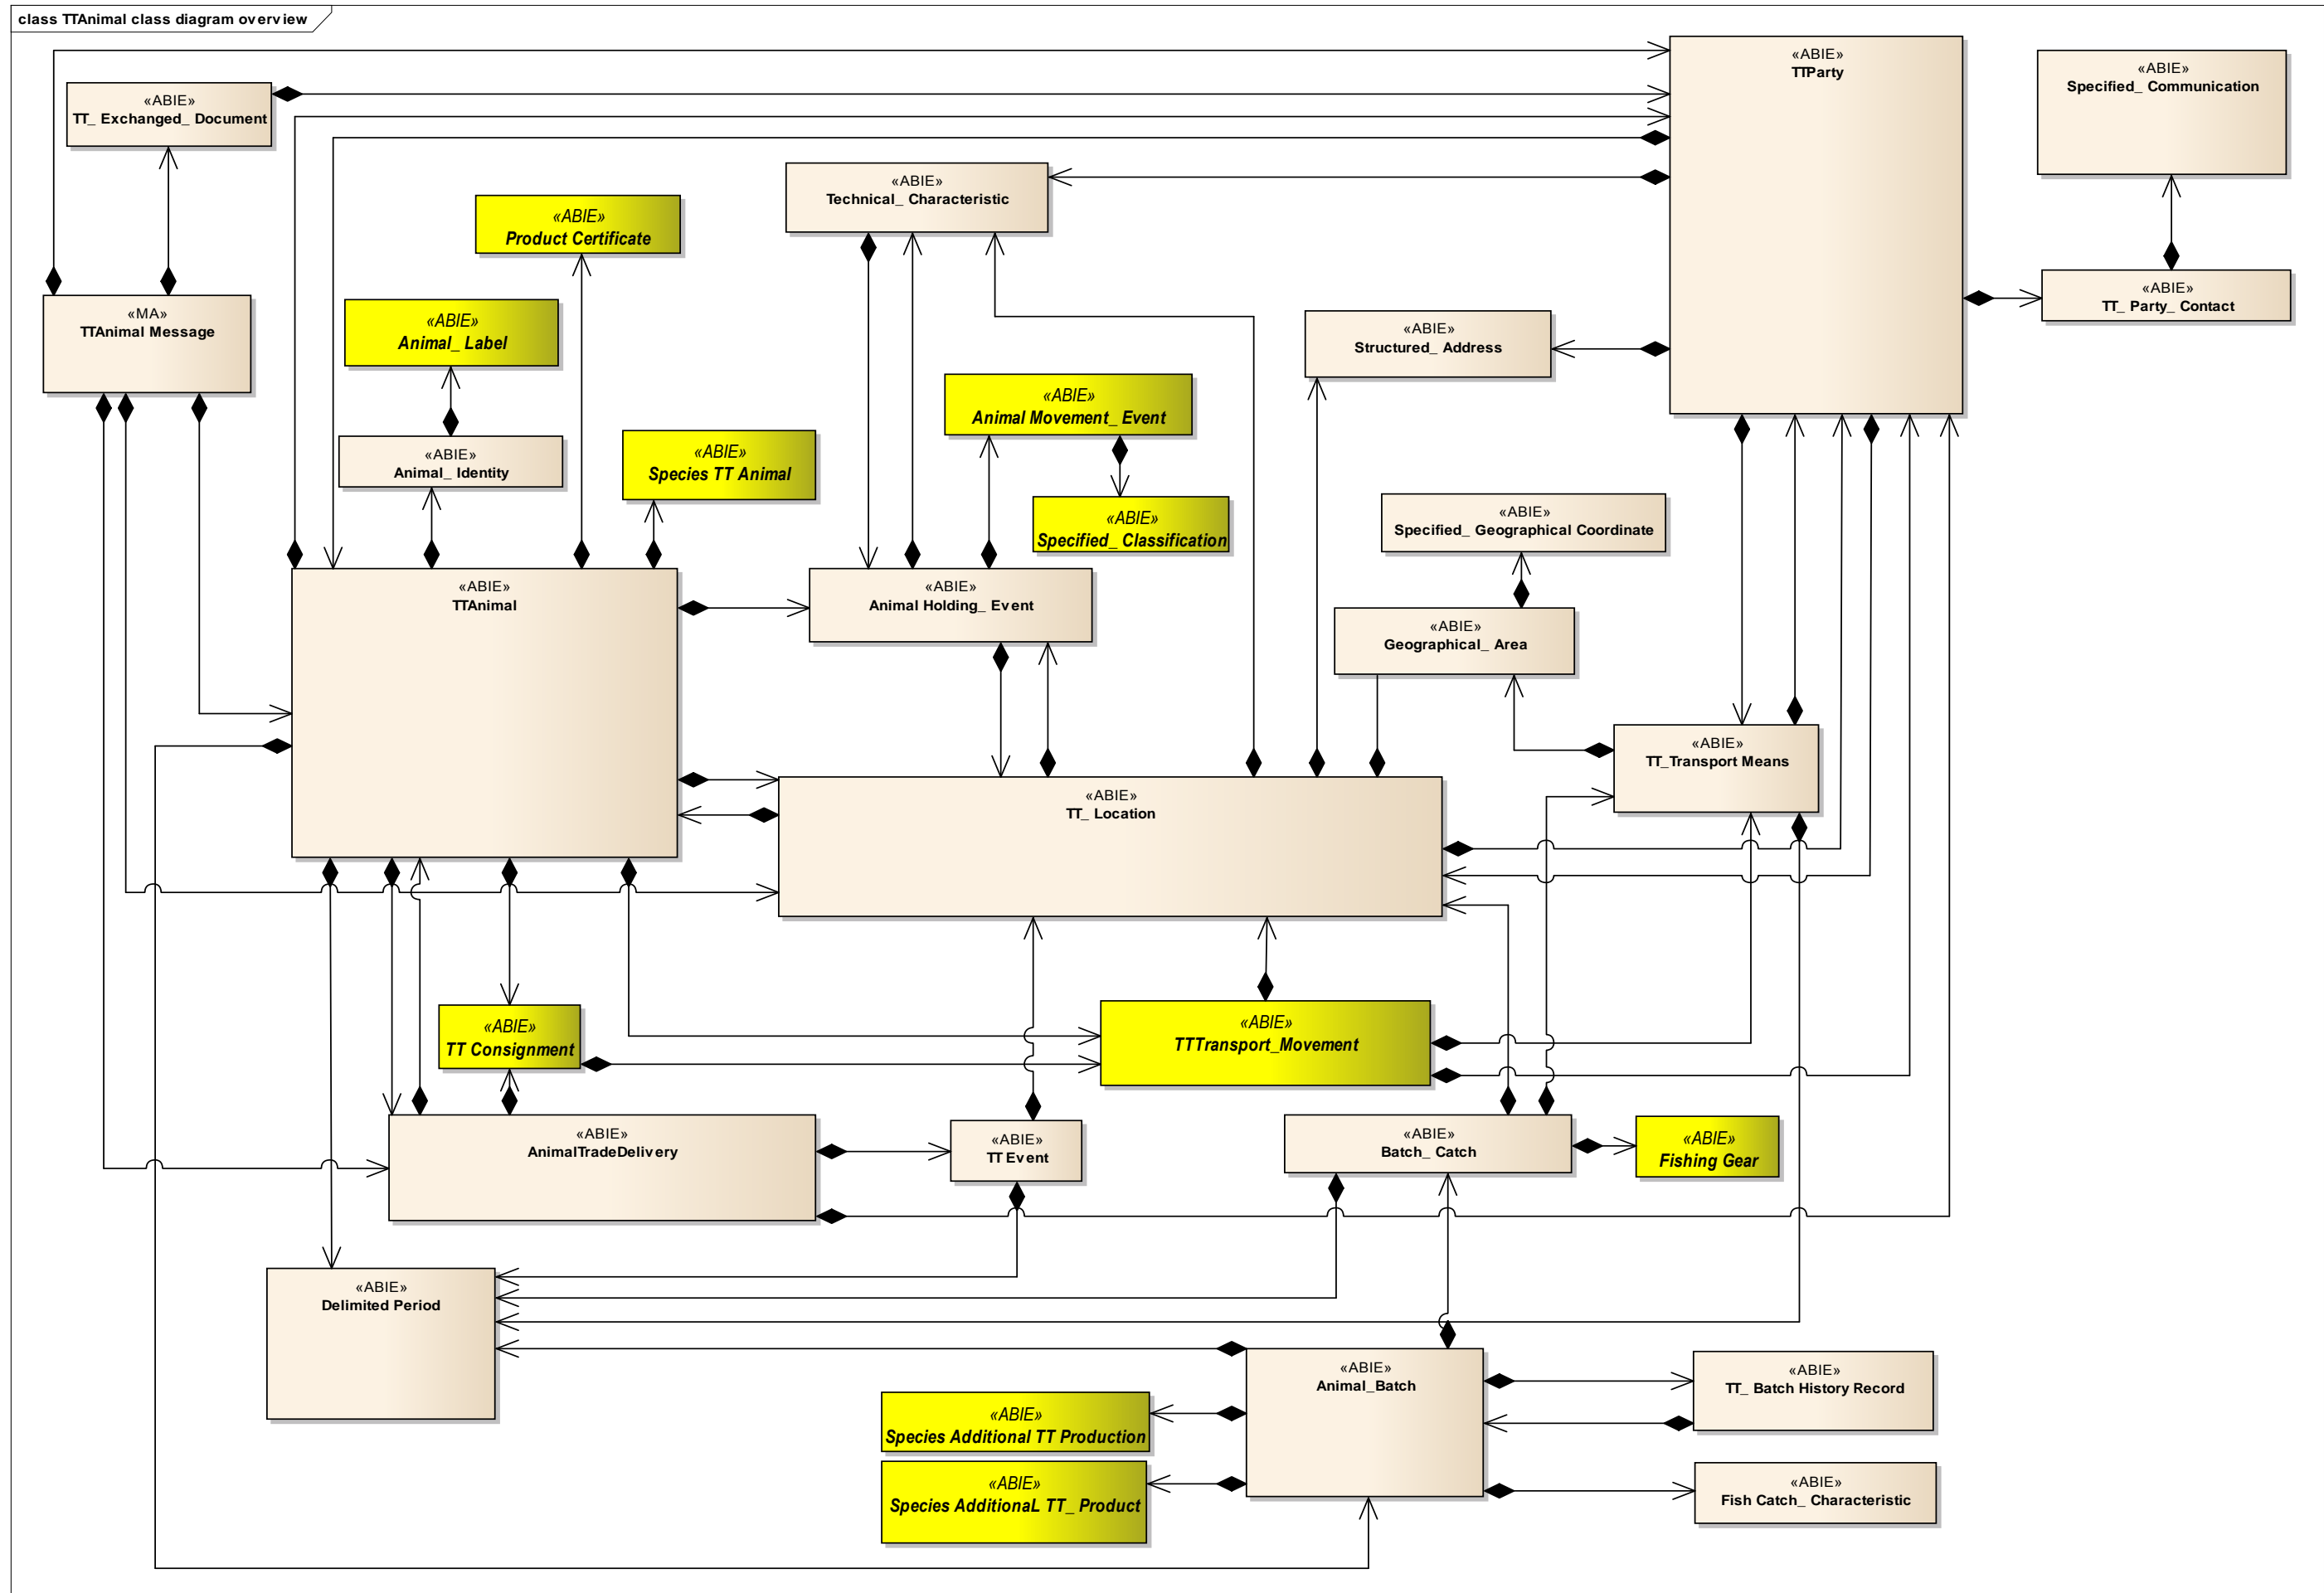 class TTAnimal class diagram overview
«ABIE»
TTParty
«ABIE»
Specified_ Communication
«ABIE»
TT_ Exchanged_ Document
«ABIE»
Technical_ Characteristic
«ABIE»
Product Certificate
«ABIE»
TT_ Party_ Contact
«MA»
TTAnimal Message
«ABIE»
Animal_ Label
«ABIE»
Structured_ Address
«ABIE»
Animal Movement_ Event
«ABIE»
Animal_ Identity
«ABIE»
Species TT Animal
«ABIE»
Specified_ Classification
«ABIE»
Specified_ Geographical Coordinate
«ABIE»
TTAnimal
«ABIE»
Animal Holding_ Event
«ABIE»
Geographical_ Area
«ABIE»
TT_Transport Means
«ABIE»
TT_ Location
«ABIE»
TT Consignment
«ABIE»
TTTransport_Movement
«ABIE»
AnimalTradeDelivery
«ABIE»
TT Event
«ABIE»
Batch_ Catch
«ABIE»
Fishing Gear
«ABIE»
Delimited Period
«ABIE»
Animal_Batch
«ABIE»
TT_ Batch History Record
«ABIE»
Species Additional TT Production
«ABIE»
Species AdditionaL TT_ Product
«ABIE»
Fish Catch_ Characteristic